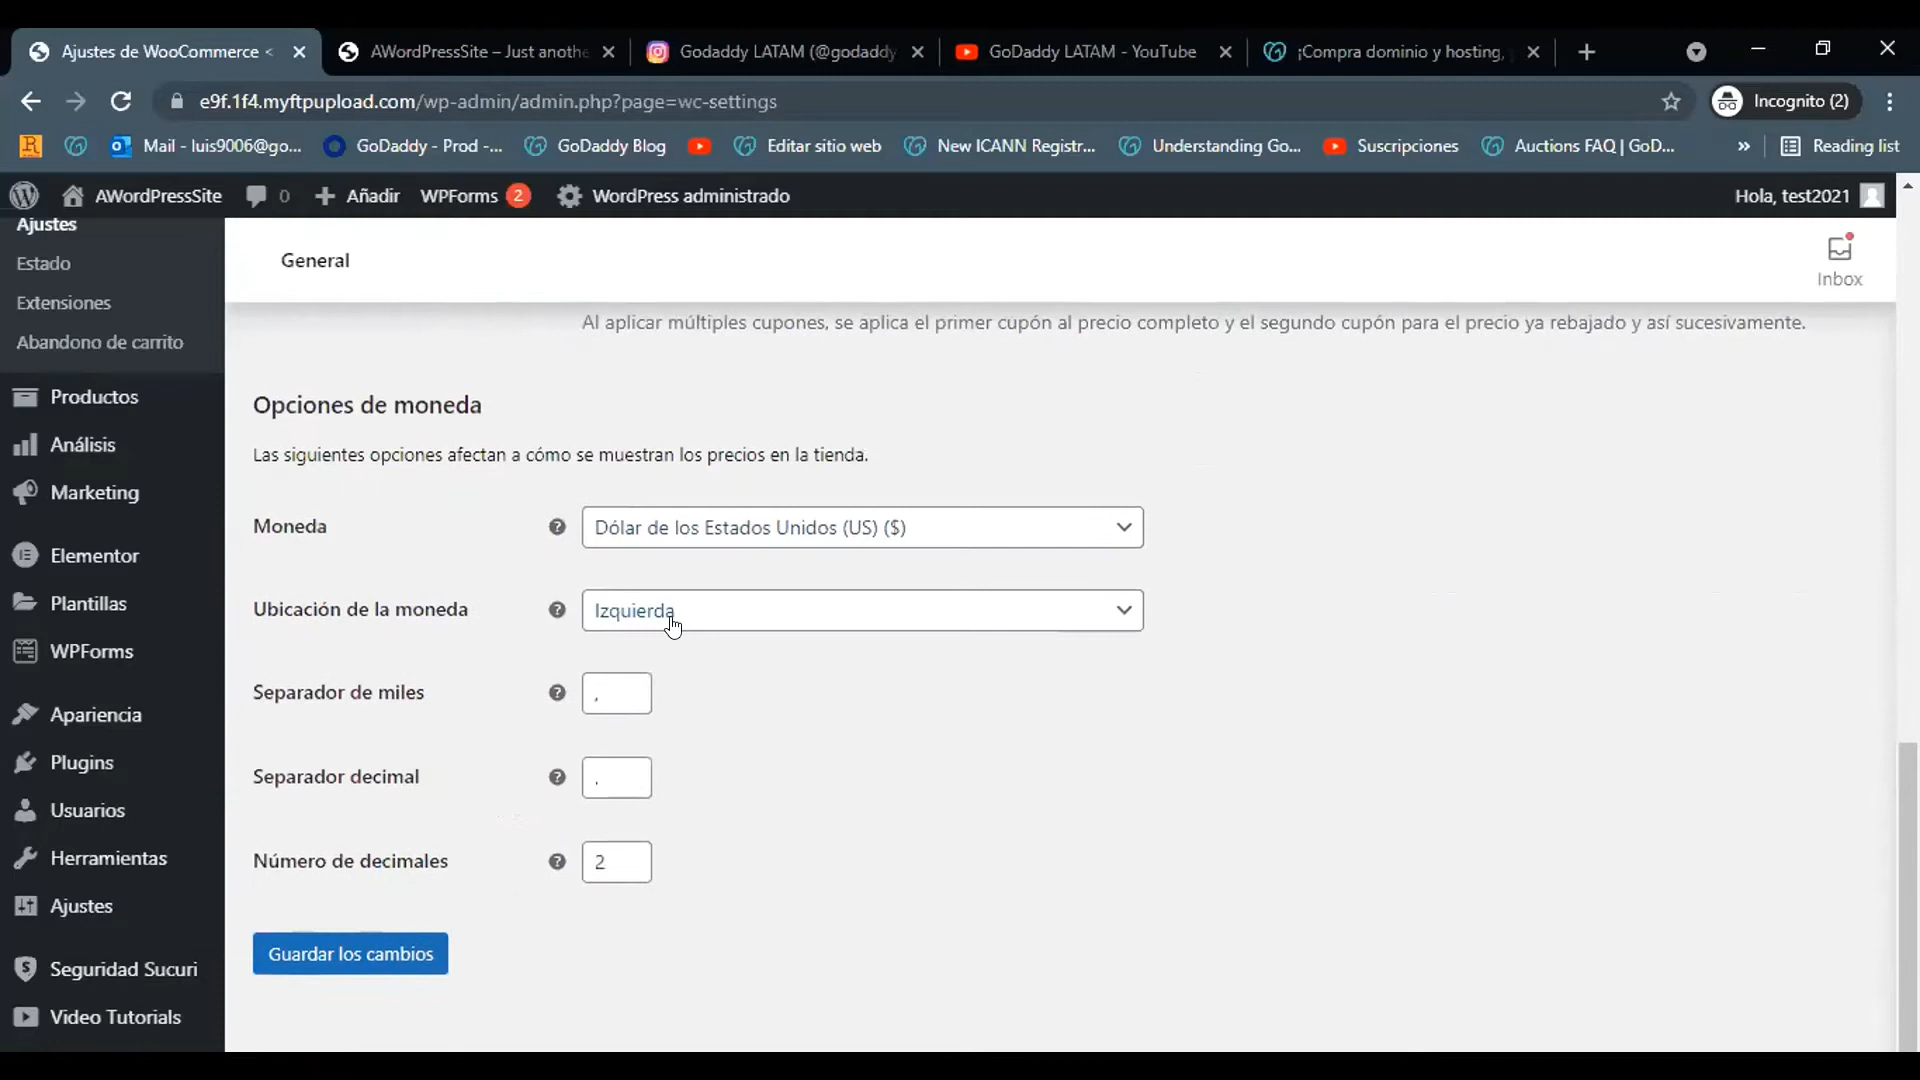 Ajustes de WooCommerce <
AWordPressSite – Just anothe
Godaddy LATAM (@godaddy
GoDaddy LATAM - YouTube
¡Compra dominio y hosting,
e9f.1f4.myftpupload.com/wp-admin/admin.php?page=wc-settings
Incognito (2)
Mail - luis9006@go...
GoDaddy - Prod -...
GoDaddy Blog
Editar sitio web
New ICANN Registr...
Understanding Go...
Suscripciones
Auctions FAQ | GoD...
»
Reading list
AWordPressSite
0
Añadir
WPForms 2
WordPress administrado
Hola, test2021
Ajustes
Estado
Extensiones
Abandono de carrito
Productos
Análisis
Marketing
Elementor
Plantillas
WPForms
Apariencia
Plugins
Usuarios
Herramientas
Ajustes
Seguridad Sucuri
Video Tutorials
General
Inbox
Al aplicar múltiples cupones, se aplica el primer cupón al precio completo y el segundo cupón para el precio ya rebajado y así sucesivamente.
Opciones de moneda
Las siguientes opciones afectan a cómo se muestran los precios en la tienda.
Moneda
Dólar de los Estados Unidos (US) ($)
Ubicación de la moneda
Izquierda
Separador de miles
,
Separador decimal
.
Número de decimales
2
Guardar los cambios